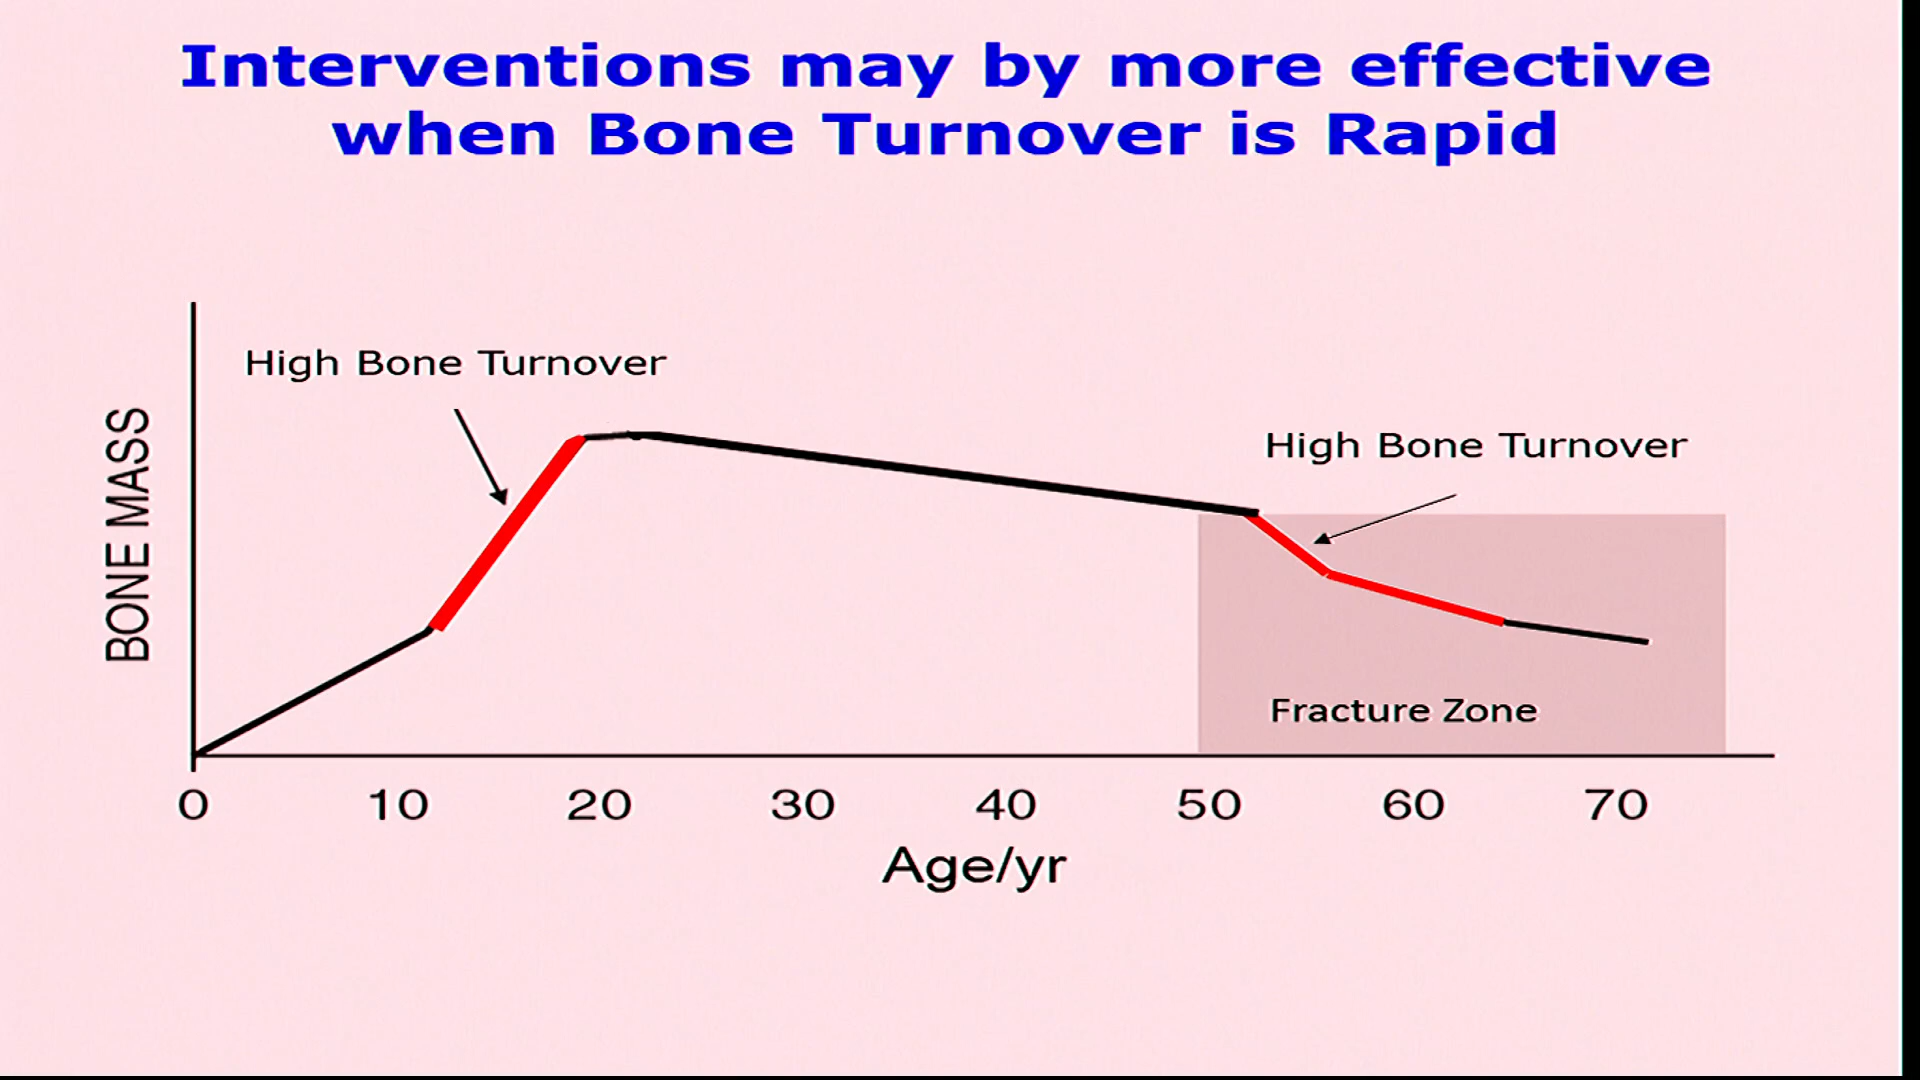 Interventions may by more effective
when Bone Turnover is Rapid
High Bone Turnover
High Bone Turnover
BONE MASS
Fracture Zone
0 10 20 30 40 50 60 70
Age/yr